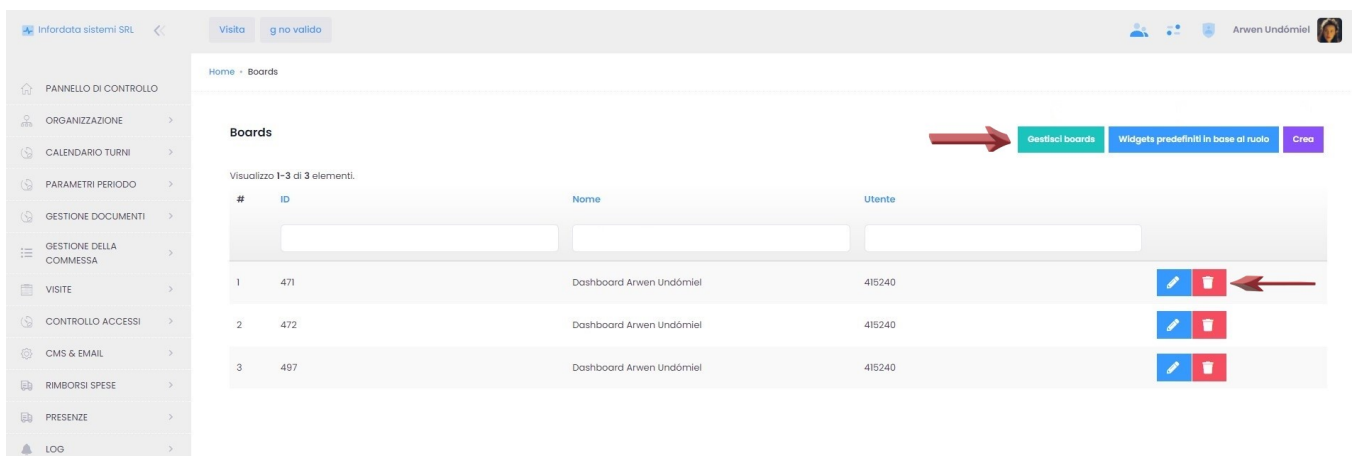 Infordata sistemi SRL
Visita
g no valido
Arwen Undómiel
Home
Boards
PANNELLO DI CONTROLLO
ORGANIZZAZIONE
CALENDARIO TURNI
PARAMETRI PERIODO
GESTIONE DOCUMENTI
GESTIONE DELLA
COMMESSA
VISITE
CONTROLLO ACCESSI
CMS & EMAIL
RIMBORSI SPESE
PRESENZE
LOG
Boards
Gestisci boards
Widgets predefiniti in base al ruolo
Crea
Visualizzo 1-3 di 3 elementi.
# ID Nome Utente
1 471 Dashboard Arwen Undómiel 415240
2 472 Dashboard Arwen Undómiel 415240
3 497 Dashboard Arwen Undómiel 415240